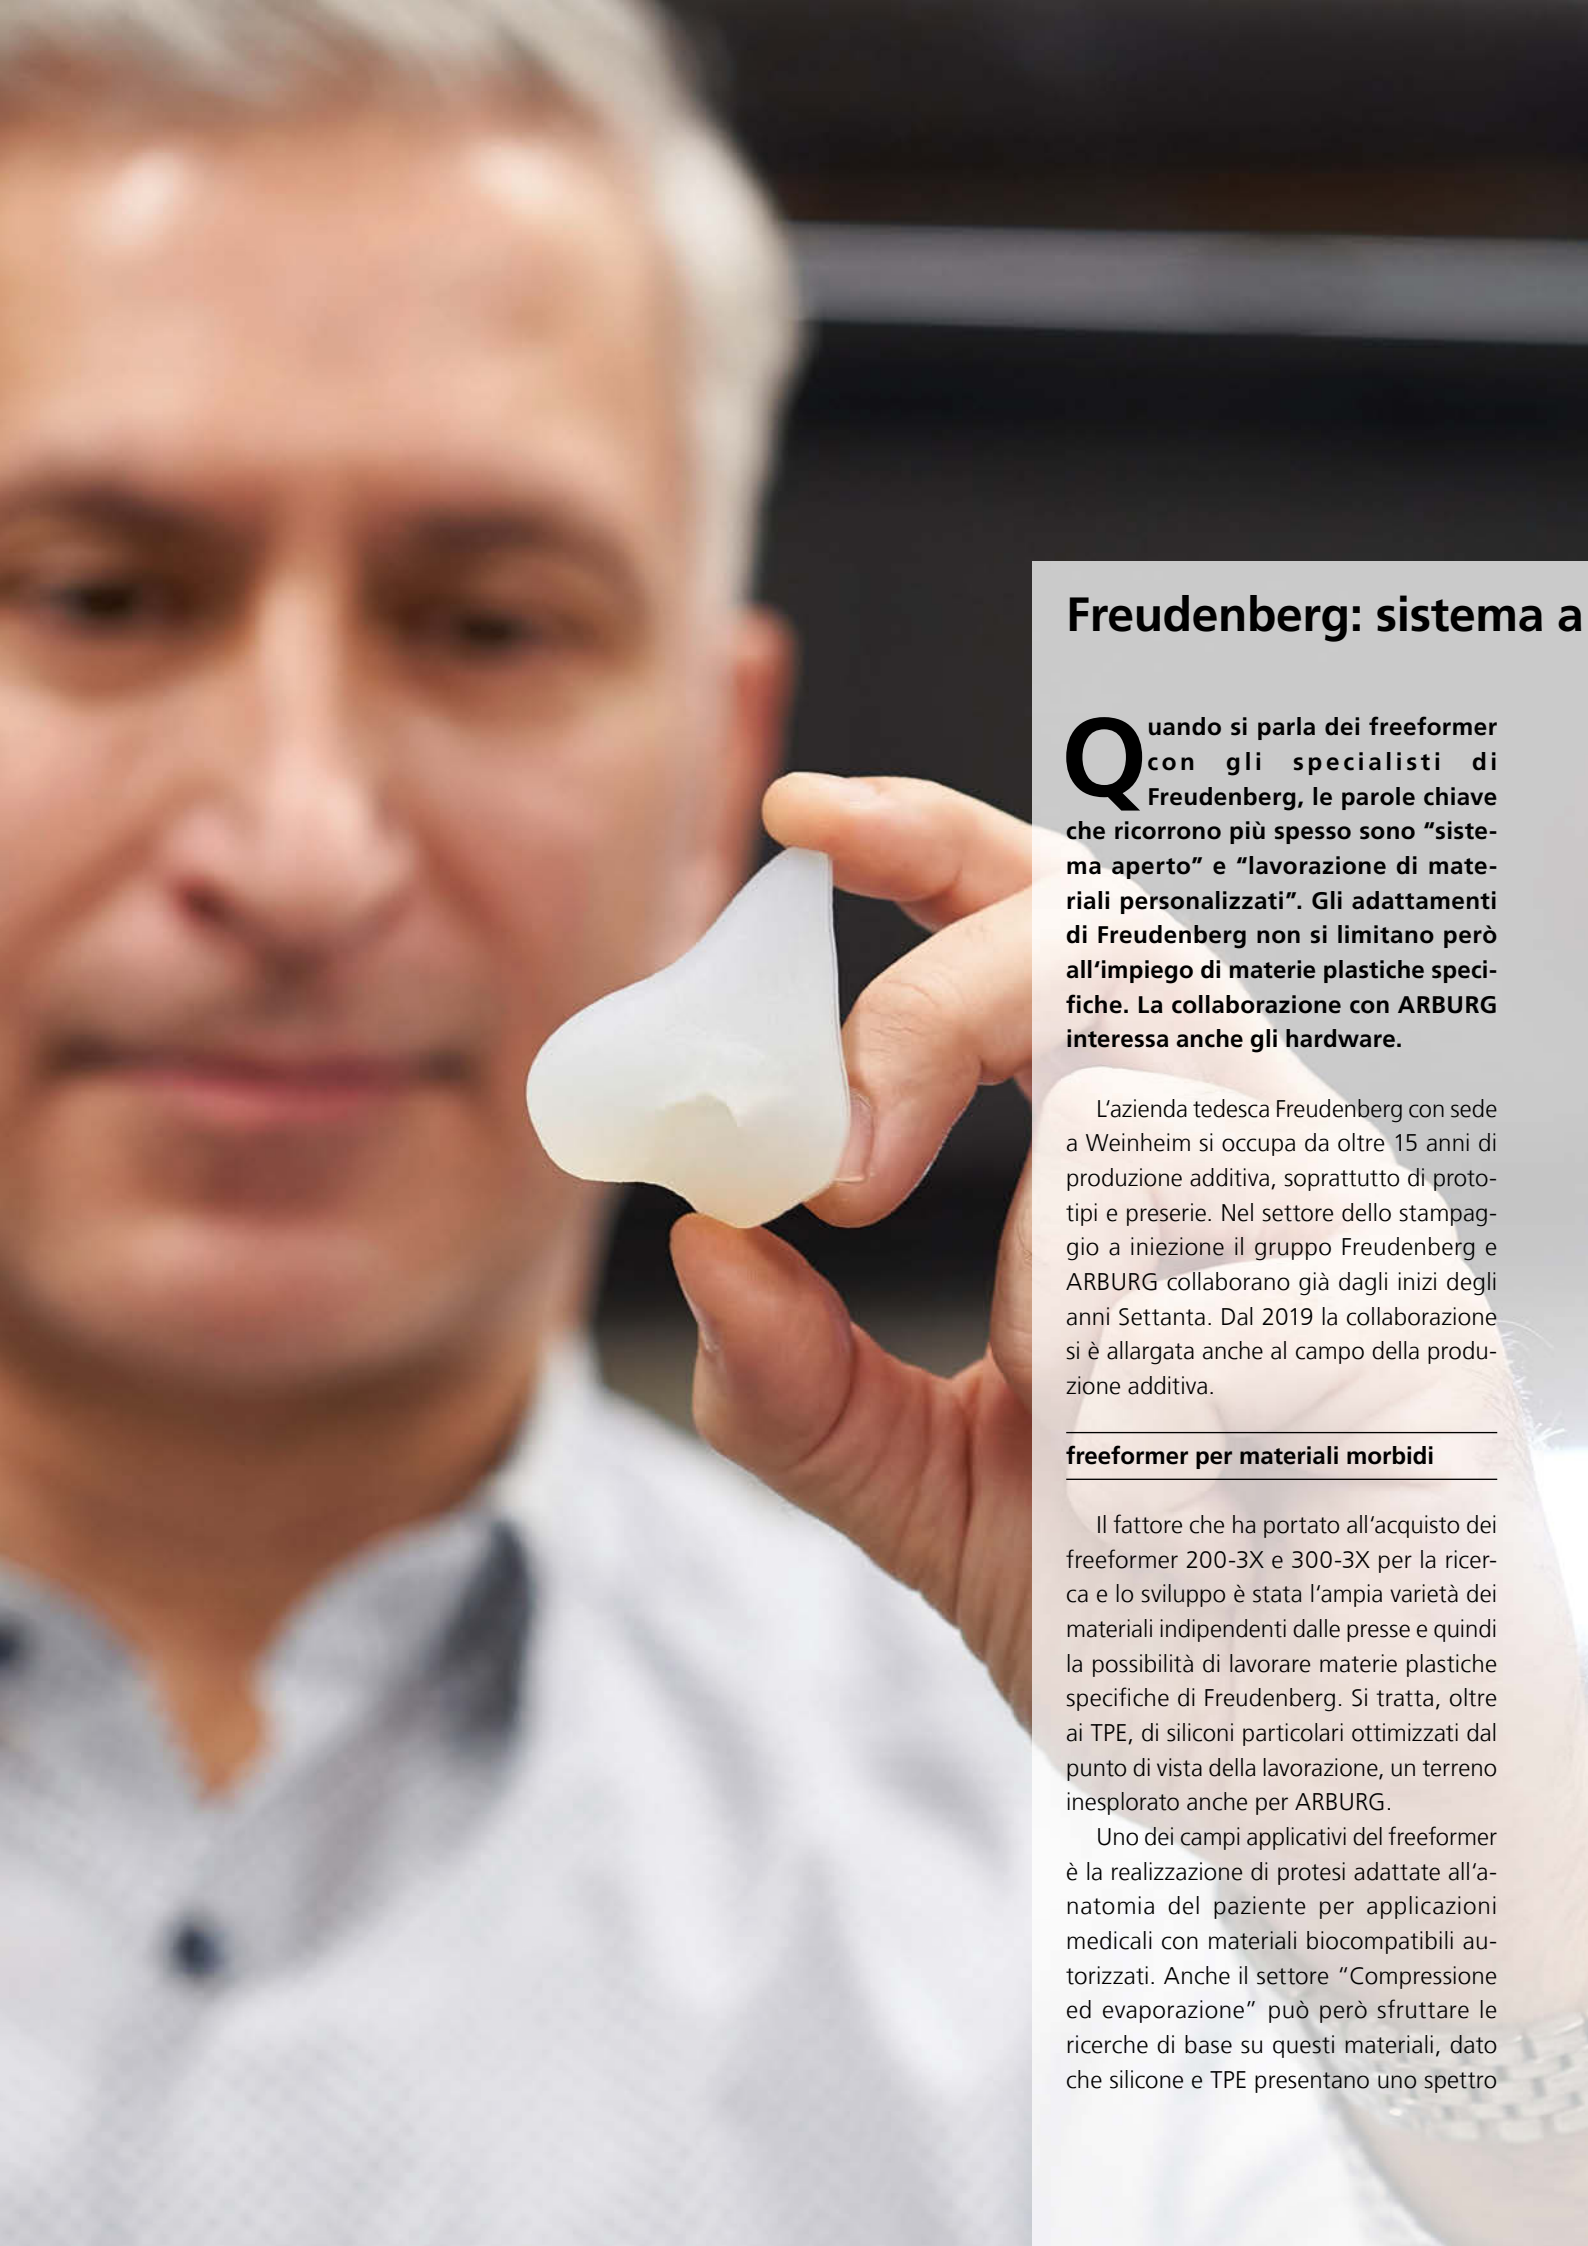 Freudenberg: sistema a
Quando si parla dei freeformer
con gli specialisti di
Freudenberg, le parole chiave
che ricorrono più spesso sono “siste-
ma aperto” e “lavorazione di mate-
riali personalizzati”. Gli adattamenti
di Freudenberg non si limitano però
all‘impiego di materie plastiche speci-
fiche. La collaborazione con ARBURG
interessa anche gli hardware.
L‘azienda tedesca Freudenberg con sede
a Weinheim si occupa da oltre 15 anni di
produzione additiva, soprattutto di proto-
tipi e preserie. Nel settore dello stampag-
gio a iniezione il gruppo Freudenberg e
ARBURG collaborano già dagli inizi degli
anni Settanta. Dal 2019 la collaborazione
si è allargata anche al campo della produ-
zione additiva.
freeformer per materiali morbidi
Il fattore che ha portato all‘acquisto dei
freeformer 200-3X e 300-3X per la ricer-
ca e lo sviluppo è stata l‘ampia varietà dei
materiali indipendenti dalle presse e quindi
la possibilità di lavorare materie plastiche
specifiche di Freudenberg. Si tratta, oltre
ai TPE, di siliconi particolari ottimizzati dal
punto di vista della lavorazione, un terreno
inesplorato anche per ARBURG.
Uno dei campi applicativi del freeformer
è la realizzazione di protesi adattate all‘a-
natomia del paziente per applicazioni
medicali con materiali biocompatibili au-
torizzati. Anche il settore “Compressione
ed evaporazione” può però sfruttare le
ricerche di base su questi materiali, dato
che silicone e TPE presentano uno spettro